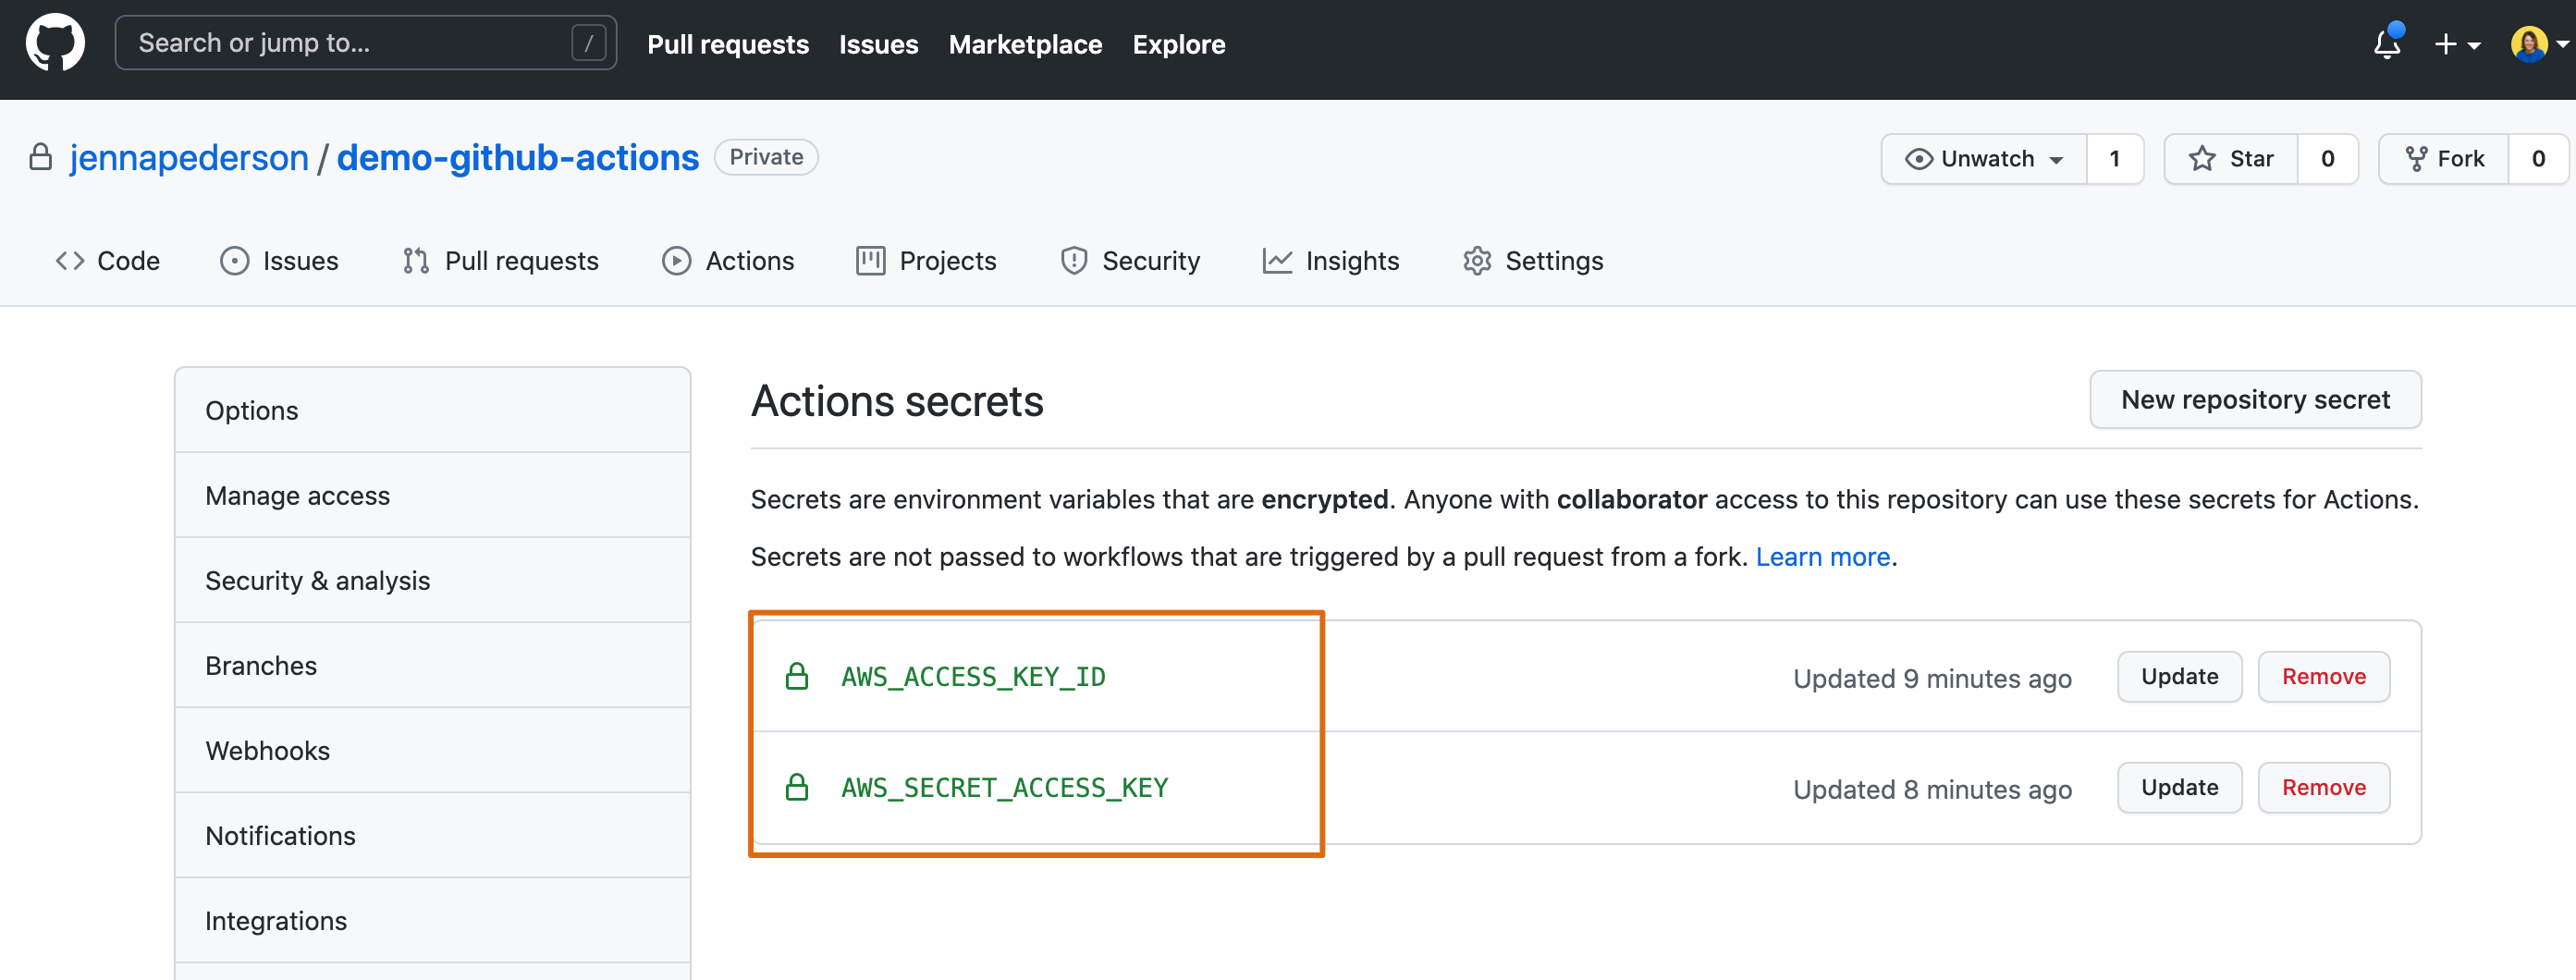 Search or jump to... / Pull requests Issues Marketplace Explore
jennapederson / demo-github-actions Private Unwatch 1 Star 0 Fork 0
Code Issues Pull requests Actions Projects Security Insights Settings
Options
Manage access
Security & analysis
Branches
Webhooks
Notifications
Integrations
Actions secrets New repository secret
Secrets are environment variables that are encrypted. Anyone with collaborator access to this repository can use these secrets for Actions.
Secrets are not passed to workflows that are triggered by a pull request from a fork. Learn more.
AWS_ACCESS_KEY_ID Updated 9 minutes ago Update Remove
AWS_SECRET_ACCESS_KEY Updated 8 minutes ago Update Remove